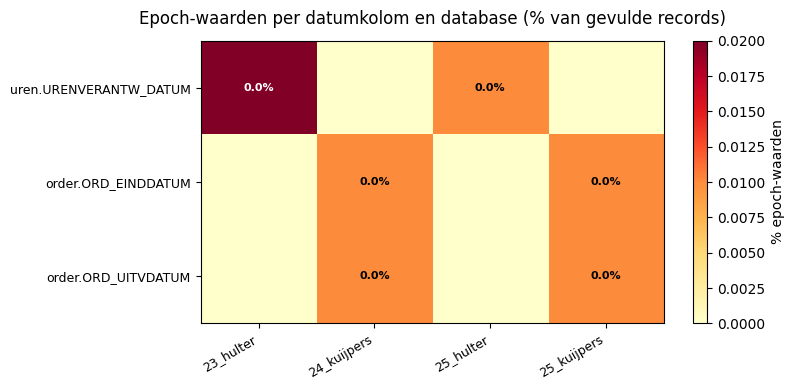 Epoch-waarden per datumkolom en database (% van gevulde records)
uren.URENVERANTW_DATUM
0.0%
0.0%
order.ORD_EINDDATUM
0.0%
0.0%
order.ORD_UITVDATUM
0.0%
0.0%
23_hulter
24_kuijpers
25_hulter
25_kuijpers
0.0200
0.0175
0.0150
0.0125
0.0100
0.0075
0.0050
0.0025
0.0000
% epoch-waarden